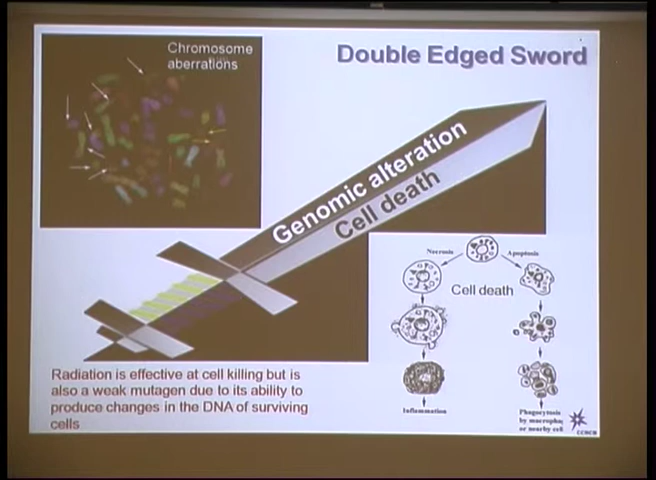 Chromosome
aberrations
Double Edged Sword
Genomic alteration
Cell death
Necrosis
Apoptosis
Cell death
Radiation is effective at cell killing but is
also a weak mutagen due to its ability to
produce changes in the DNA of surviving
cells
Inflammation
Phagocytosis
by macropha
or nearby cell